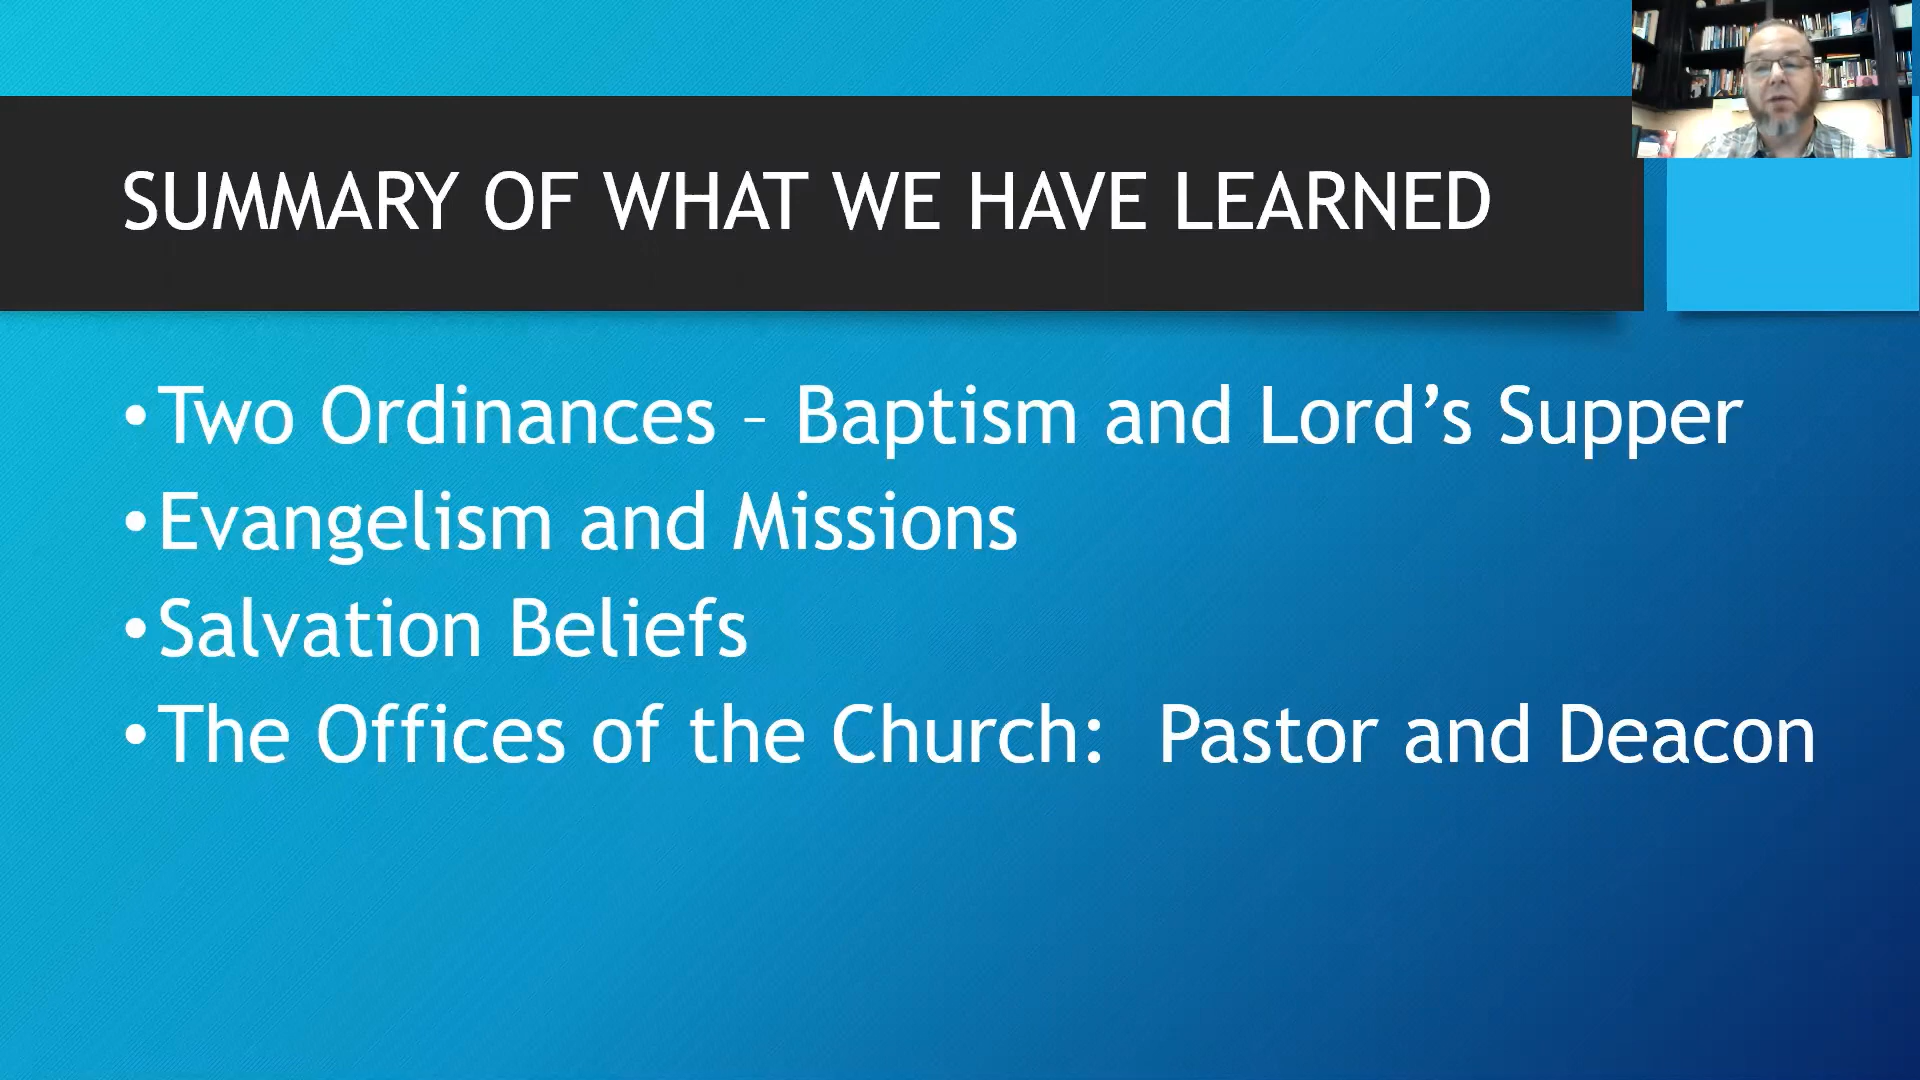 SUMMARY OF WHAT WE HAVE LEARNED
•Two Ordinances – Baptism and Lord’s Supper
•Evangelism and Missions
•Salvation Beliefs
•The Offices of the Church:  Pastor and Deacon